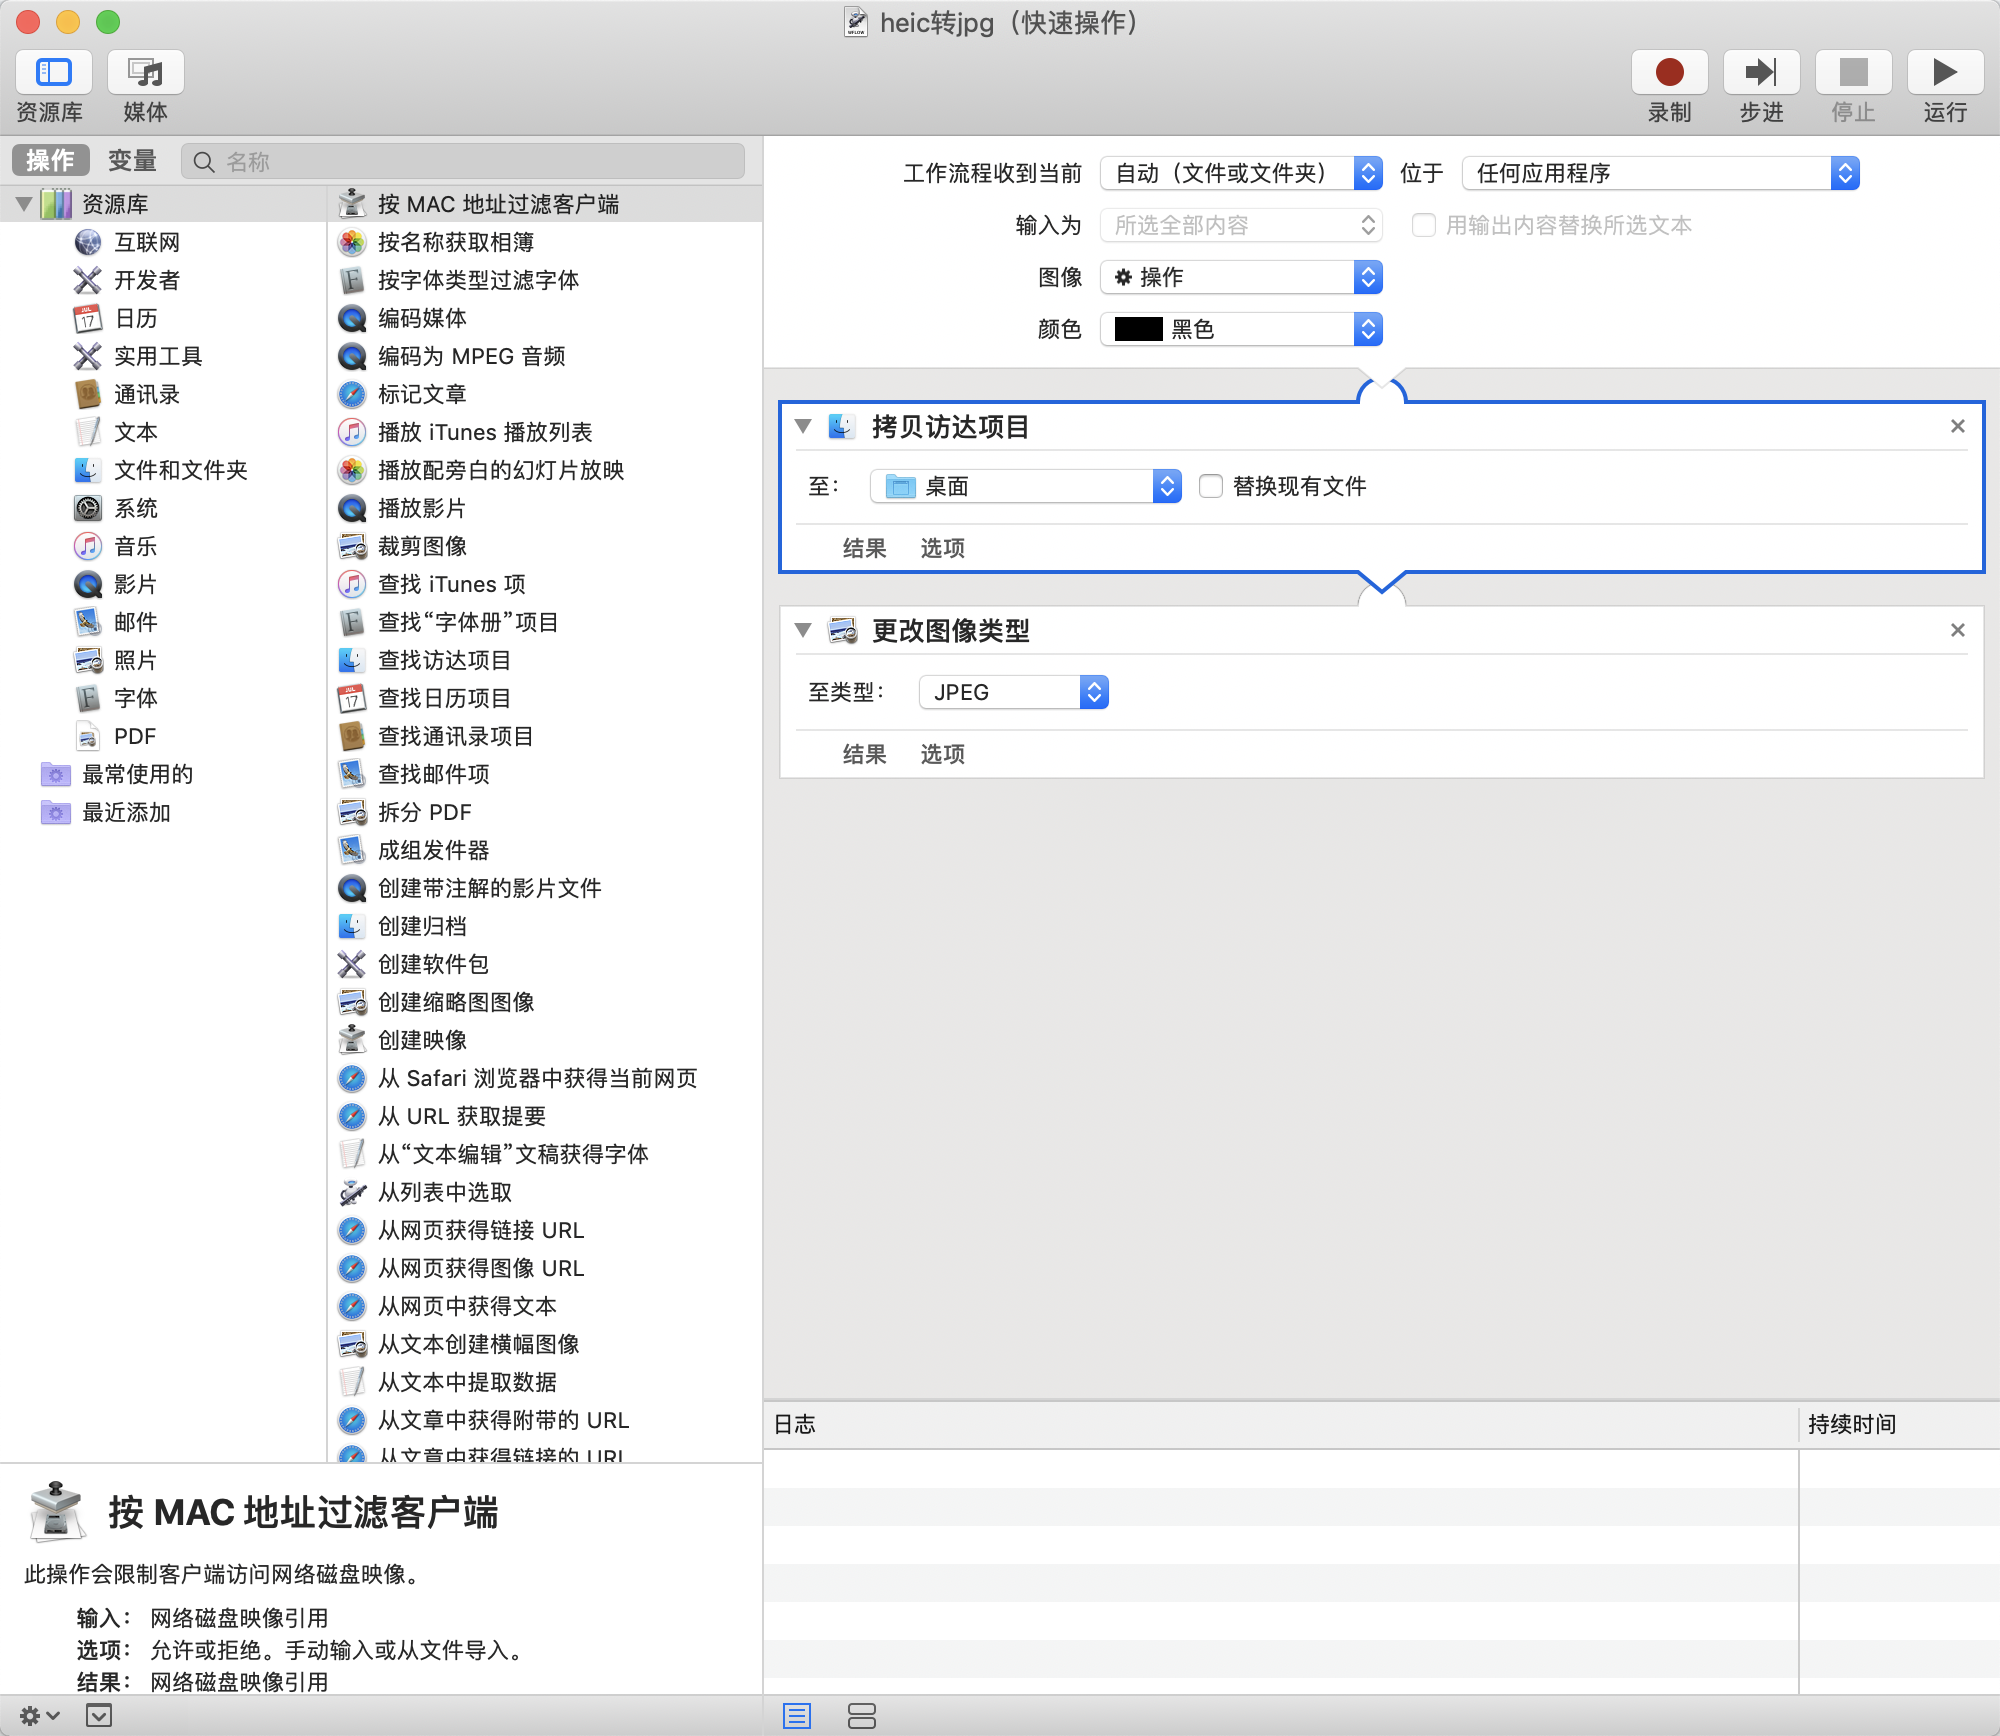 heic转jpg（快速操作）
资源库
媒体
录制
步进
停止
运行
操作
变量
名称
资源库
互联网
开发者
日历
实用工具
通讯录
文本
文件和文件夹
系统
音乐
影片
邮件
照片
字体
PDF
最常使用的
最近添加
按 MAC 地址过滤客户端
按名称获取相簿
按字体类型过滤字体
编码媒体
编码为 MPEG 音频
标记文章
播放 iTunes 播放列表
播放配旁白的幻灯片放映
播放影片
裁剪图像
查找 iTunes 项
查找“字体册”项目
查找访达项目
查找日历项目
查找通讯录项目
查找邮件项
拆分 PDF
成组发件器
创建带注解的影片文件
创建归档
创建软件包
创建缩略图图像
创建映像
从 Safari 浏览器中获得当前网页
从 URL 获取提要
从“文本编辑”文稿获得字体
从列表中选取
从网页获得链接 URL
从网页获得图像 URL
从网页中获得文本
从文本创建横幅图像
从文本中提取数据
从文章中获得附带的 URL
从文章中获得链接的 URL
按 MAC 地址过滤客户端
此操作会限制客户端访问网络磁盘映像。
输入： 网络磁盘映像引用
选项： 允许或拒绝。手动输入或从文件导入。
结果： 网络磁盘映像引用
工作流程收到当前 自动（文件或文件夹） 位于 任何应用程序
输入为 所选全部内容 用输出内容替换所选文本
图像 操作
颜色 黑色
拷贝访达项目
至： 桌面 替换现有文件
结果 选项
更改图像类型
至类型： JPEG
结果 选项
日志 持续时间